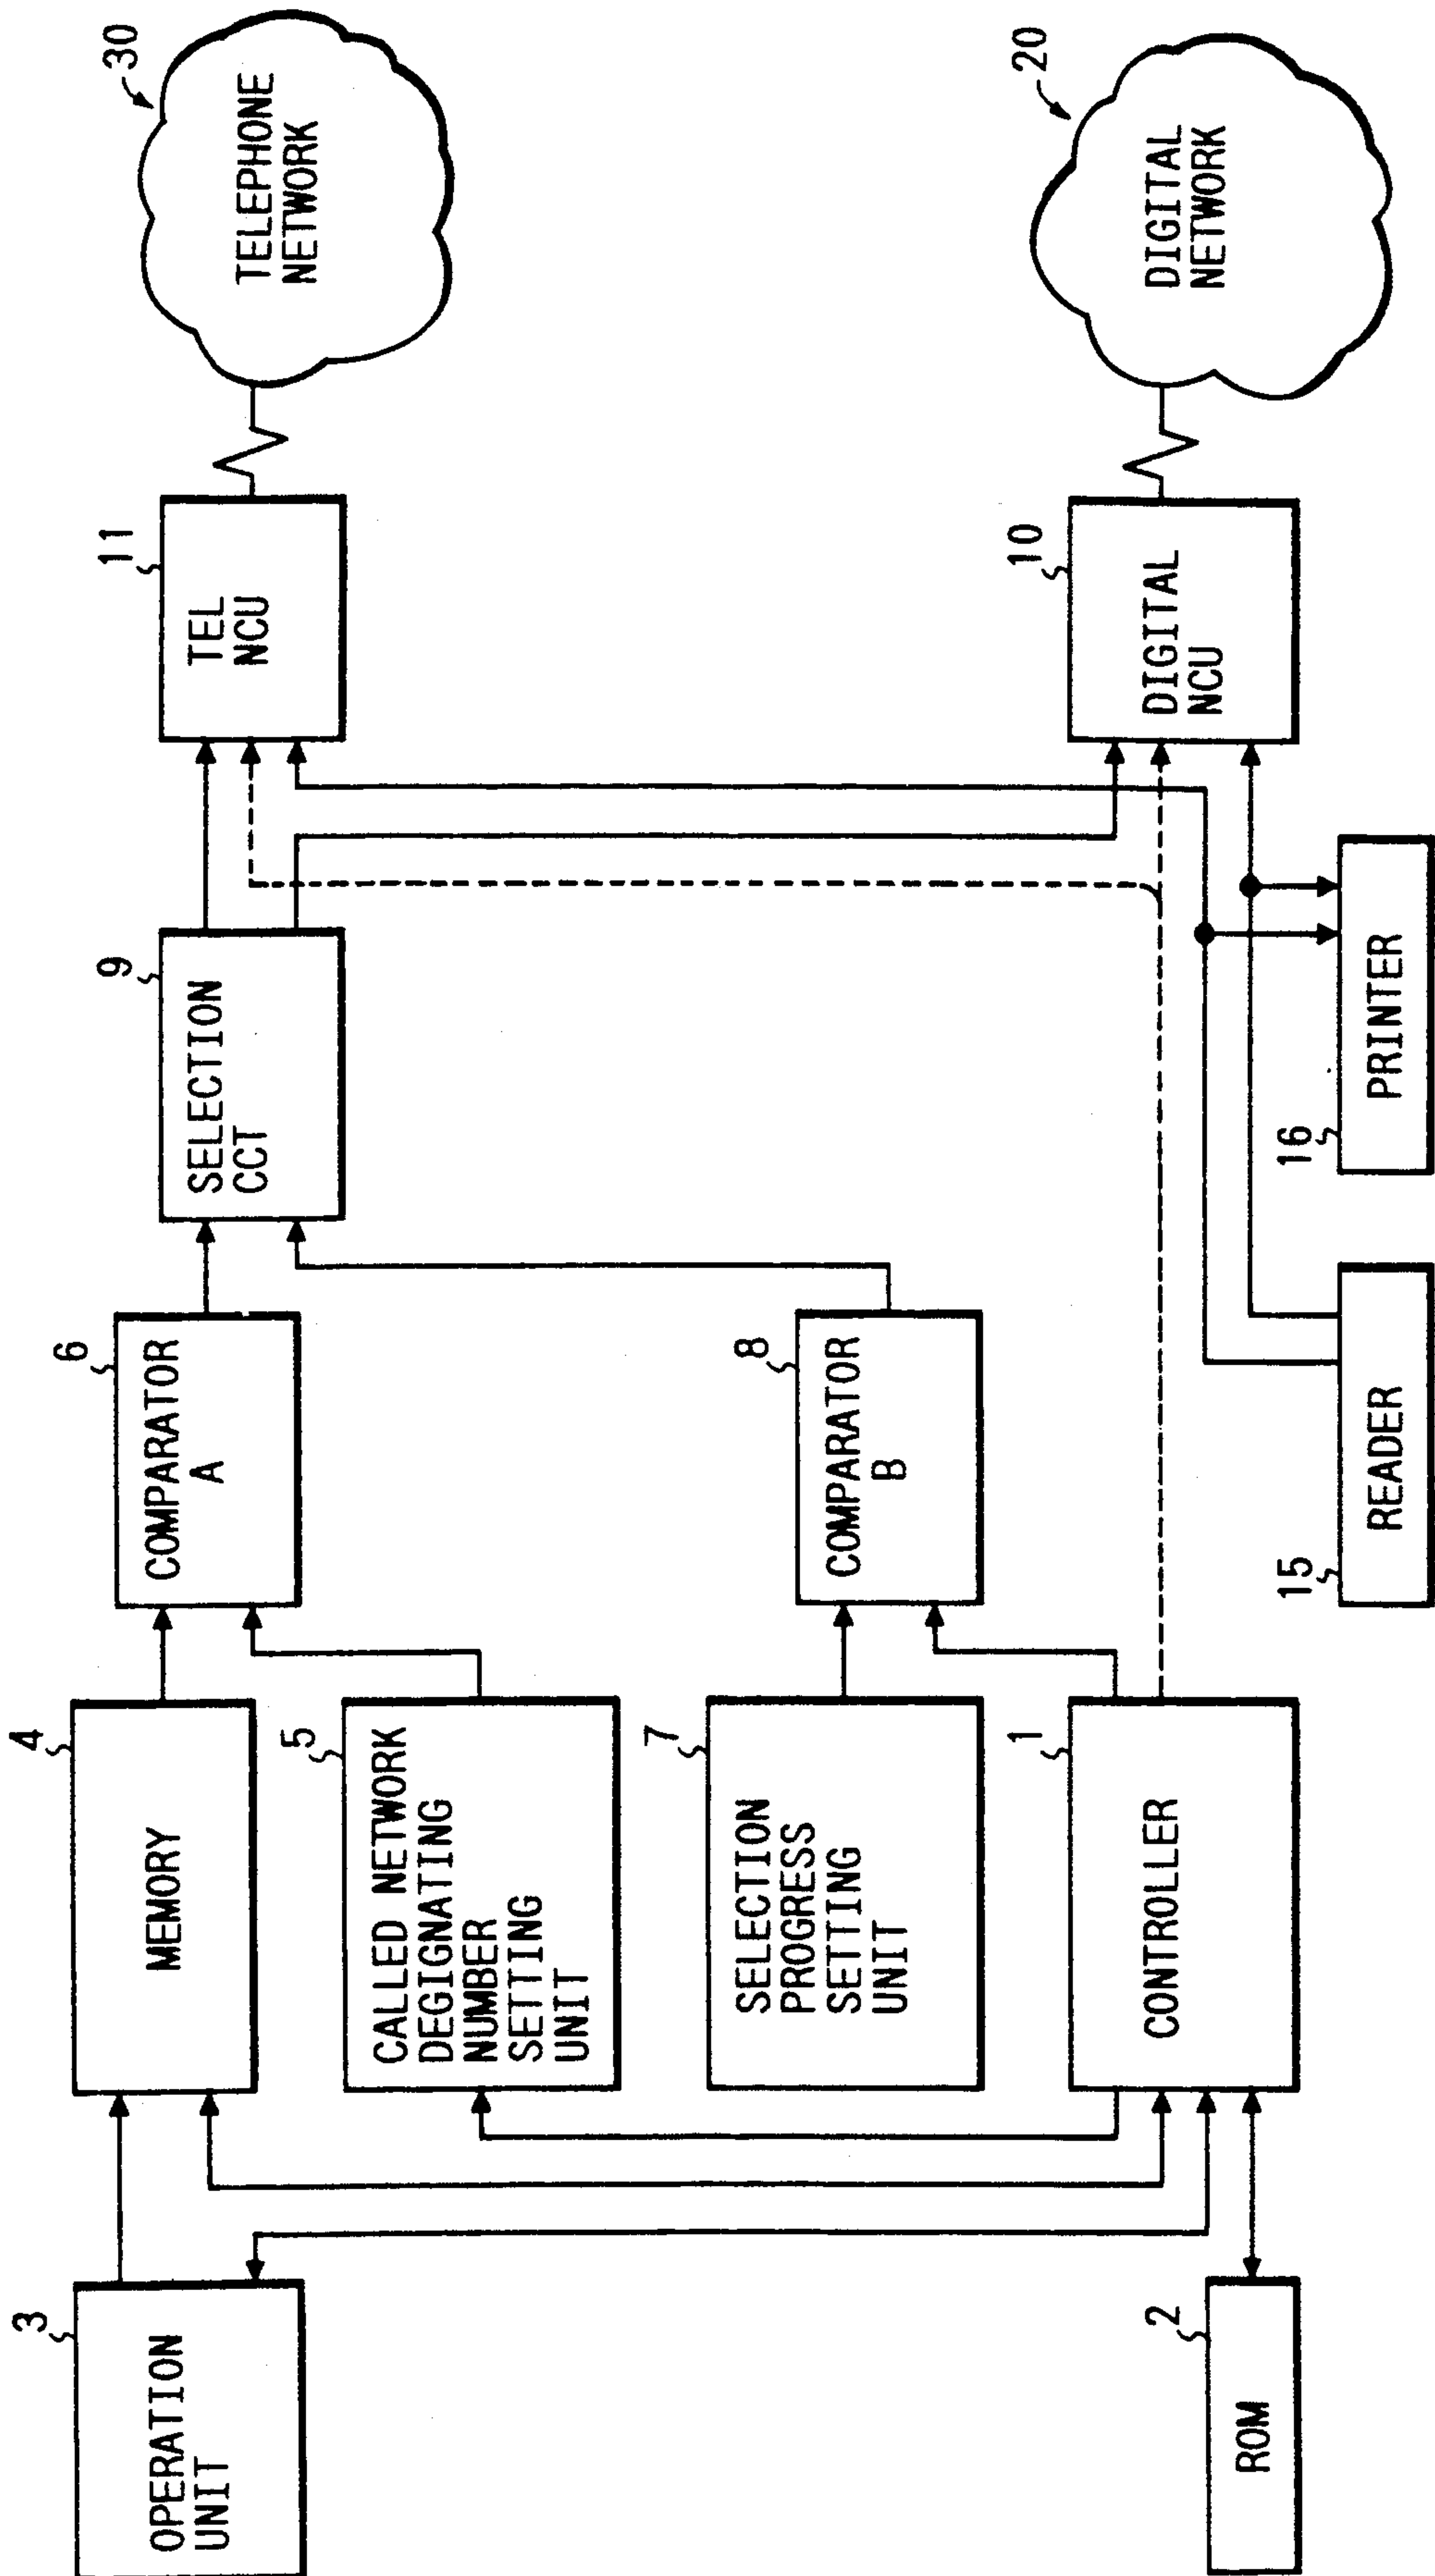 3
OPERATION
UNIT
2
ROM
4
MEMORY
5
CALLED NETWORK
DEGIGNATING
NUMBER
SETTING
UNIT
7
SELECTION
PROGRESS
SETTING
UNIT
1
CONTROLLER
6
COMPARATOR
A
8
COMPARATOR
B
15
READER
9
SELECTION
CCT
16
PRINTER
11
TEL
NCU
10
DIGITAL
NCU
30
TELEPHONE
NETWORK
20
DIGITAL
NETWORK